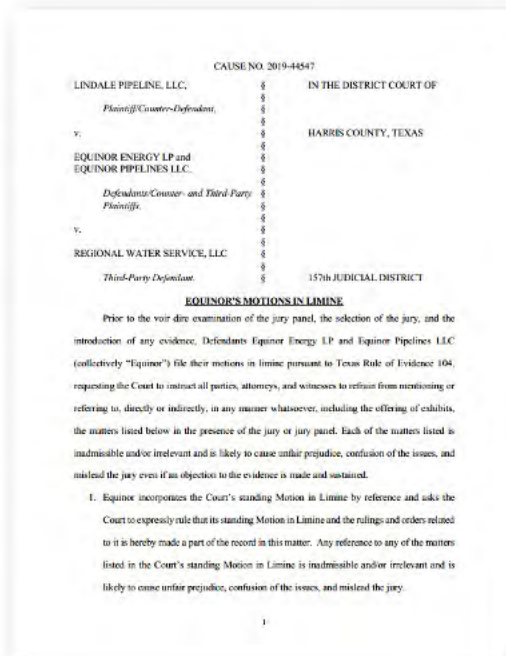 CAUSE NO. 2019-44547
LINDALE PIPELINE, LLC, § IN THE DISTRICT COURT OF
§
Plaintiff/Counter-Defendant, §
§
v. § HARRIS COUNTY, TEXAS
§
EQUINOR ENERGY LP and §
EQUINOR PIPELINES LLC. §
§
Defendants/Counter- and Third-Party §
Plaintiffs, §
§
v. §
§
REGIONAL WATER SERVICE, LLC §
§
Third-Party Defendant. § 157th JUDICIAL DISTRICT
EQUINOR'S MOTIONS IN LIMINE
Prior to the voir dire examination of the jury panel, the selection of the jury, and the
introduction of any evidence, Defendants Equinor Energy LP and Equinor Pipelines LLC
(collectively "Equinor") file their motions in limine pursuant to Texas Rule of Evidence 104,
requesting the Court to instruct all parties, attorneys, and witnesses to refrain from mentioning or
referring to, directly or indirectly, in any manner whatsoever, including the offering of exhibits,
the matters listed below in the presence of the jury or jury panel. Each of the matters listed is
inadmissible and/or irrelevant and is likely to cause unfair prejudice, confusion of the issues, and
mislead the jury even if an objection to the evidence is made and sustained.
1. Equinor incorporates the Court's standing Motion in Limine by reference and asks the
Court to expressly rule that its standing Motion in Limine and the rulings and orders related
to it is hereby made a part of the record in this matter. Any reference to any of the matters
listed in the Court's standing Motion in Limine is inadmissible and/or irrelevant and is
likely to cause unfair prejudice, confusion of the issues, and mislead the jury.
1